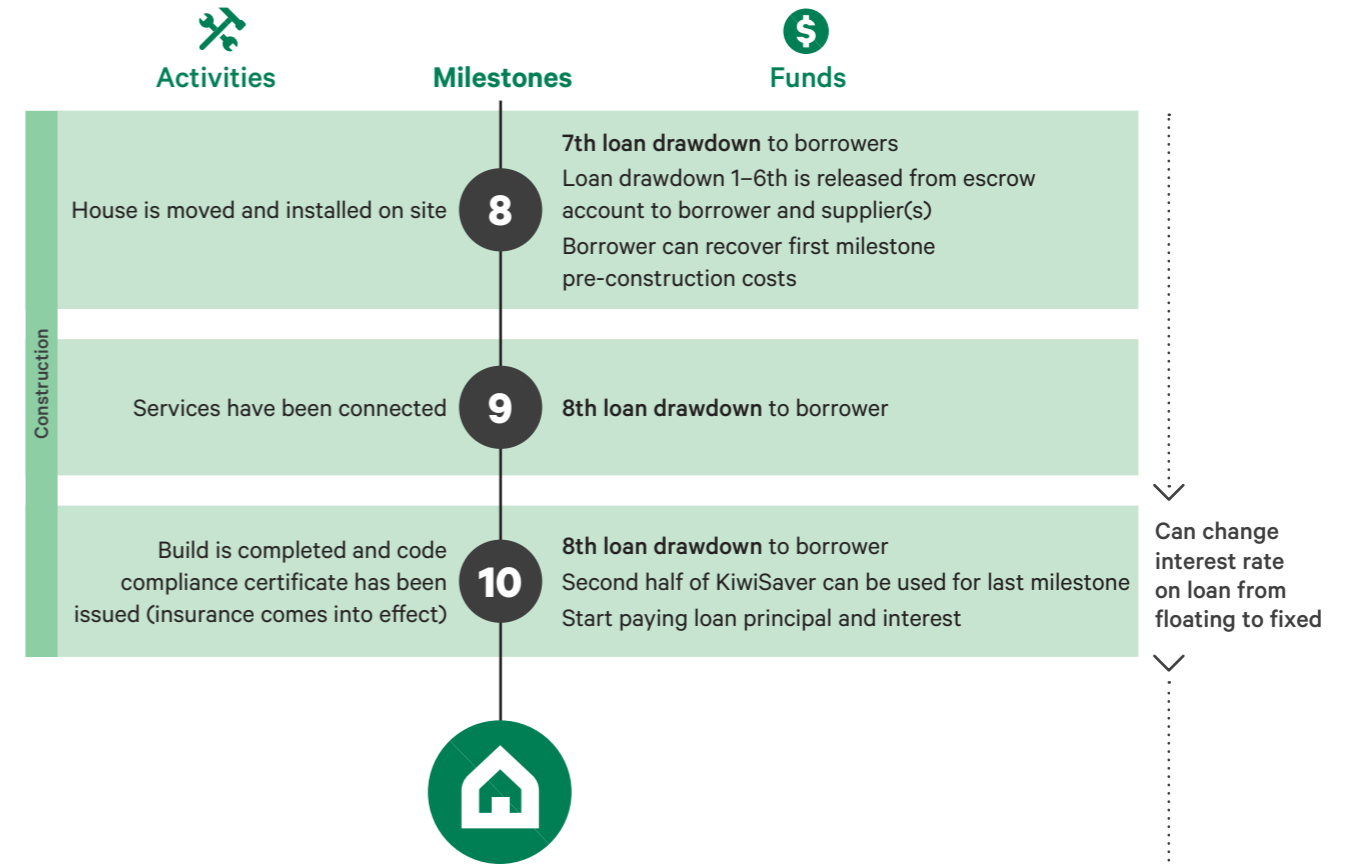 Activities
Milestones
Funds
Construction
House is moved and installed on site
8
7th loan drawdown to borrowers
Loan drawdown 1–6th is released from escrow
account to borrower and supplier(s)
Borrower can recover first milestone
pre-construction costs
Services have been connected
9
8th loan drawdown to borrower
Build is completed and code
compliance certificate has been
issued (insurance comes into effect)
10
8th loan drawdown to borrower
Second half of KiwiSaver can be used for last milestone
Start paying loan principal and interest
Can change
interest rate
on loan from
floating to fixed